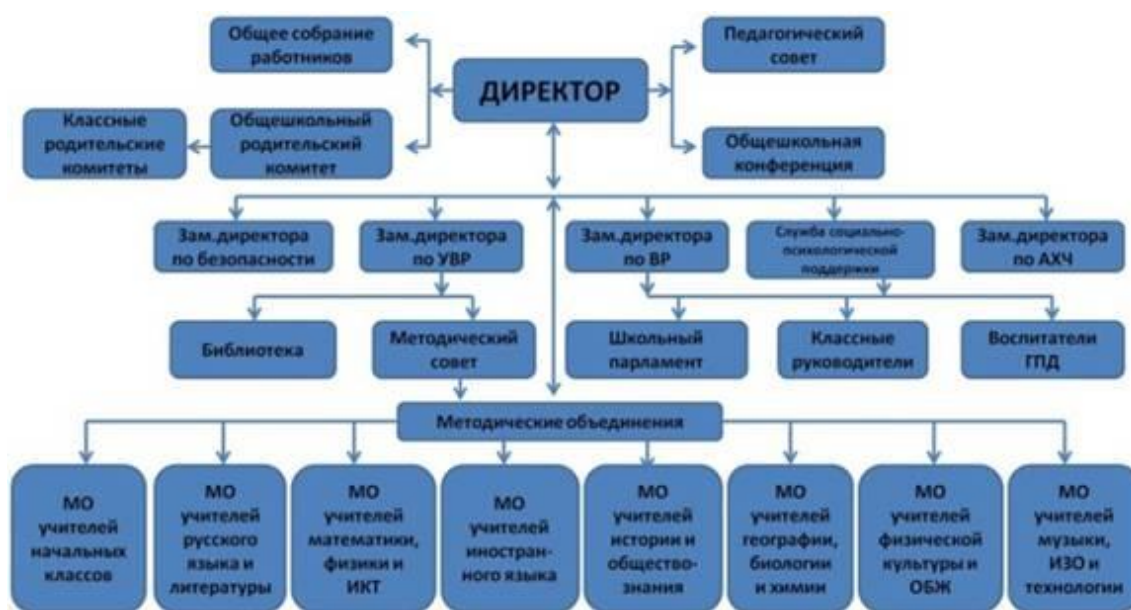 Общее собрание
работников
Педагогический
совет
ДИРЕКТОР
Классные
родительские
комитеты
Общешкольный
родительский
комитет
Общешкольная
конференция
Зам.директора
по безопасности
Зам.директора
по УВР
Зам.директора
по ВР
Служба социально-
психологической
поддержки
Зам.директора
по АХЧ
Библиотека
Методический
совет
Школьный
парламент
Классные
руководители
Воспитатели
ГПД
Методические объединения
МО
учителей
начальных
классов
МО
учителей
русского
языка и
литературы
МО
учителей
математики,
физики и
ИКТ
МО
учителей
иностран-
ного языка
МО
учителей
истории и
общество-
знания
МО
учителей
географии,
биологии
и химии
МО
учителей
физической
культуры и
ОБЖ
МО
учителей
музыки,
ИЗО и
технологии